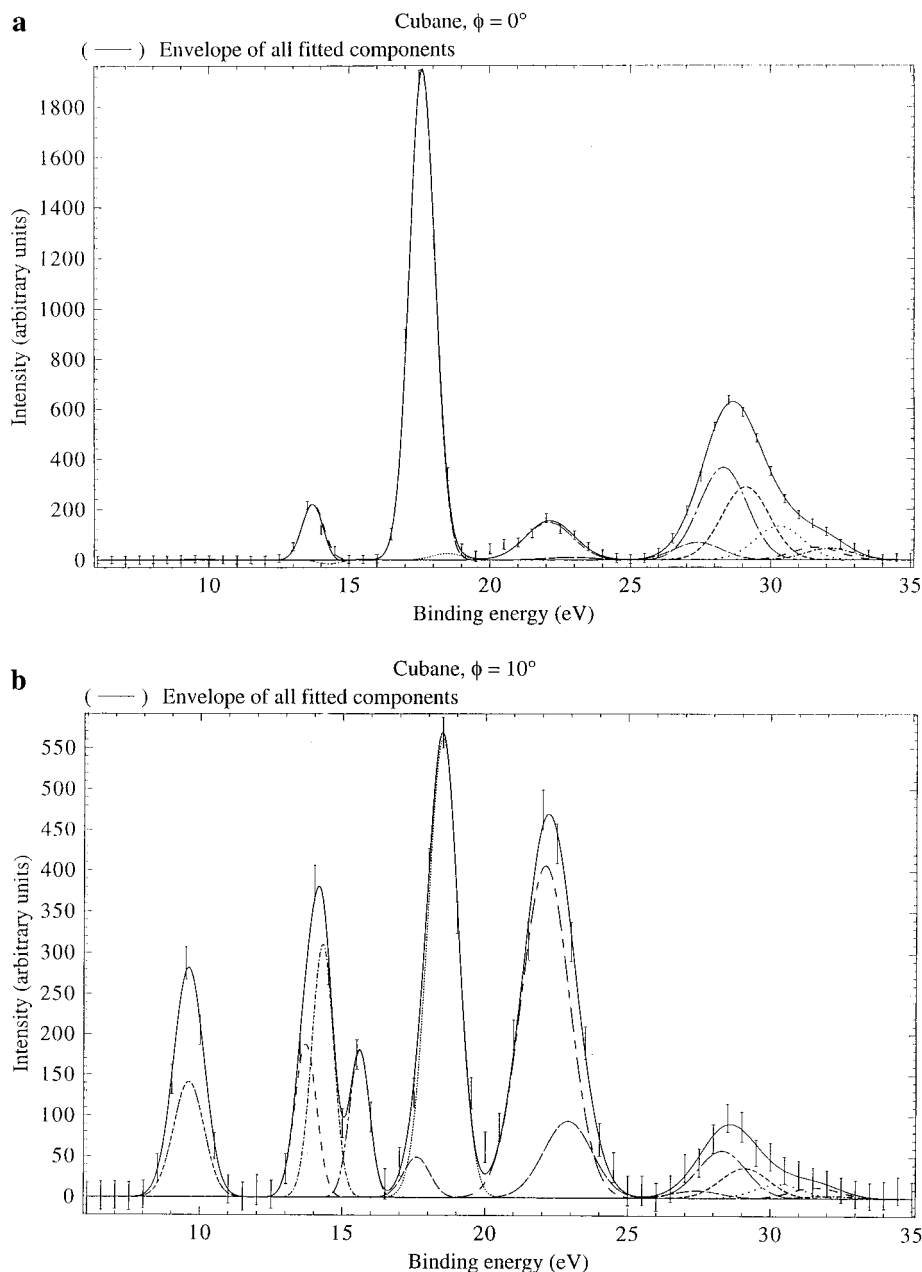 a
Cubane, ϕ = 0°
( — ) Envelope of all fitted components
Intensity (arbitrary units)
1800
1600
1400
1200
1000
800
600
400
200
0
10 15 20 25 30 35
Binding energy (eV)
b
Cubane, ϕ = 10°
( — ) Envelope of all fitted components
Intensity (arbitrary units)
550
500
450
400
350
300
250
200
150
100
50
0
10 15 20 25 30 35
Binding energy (eV)